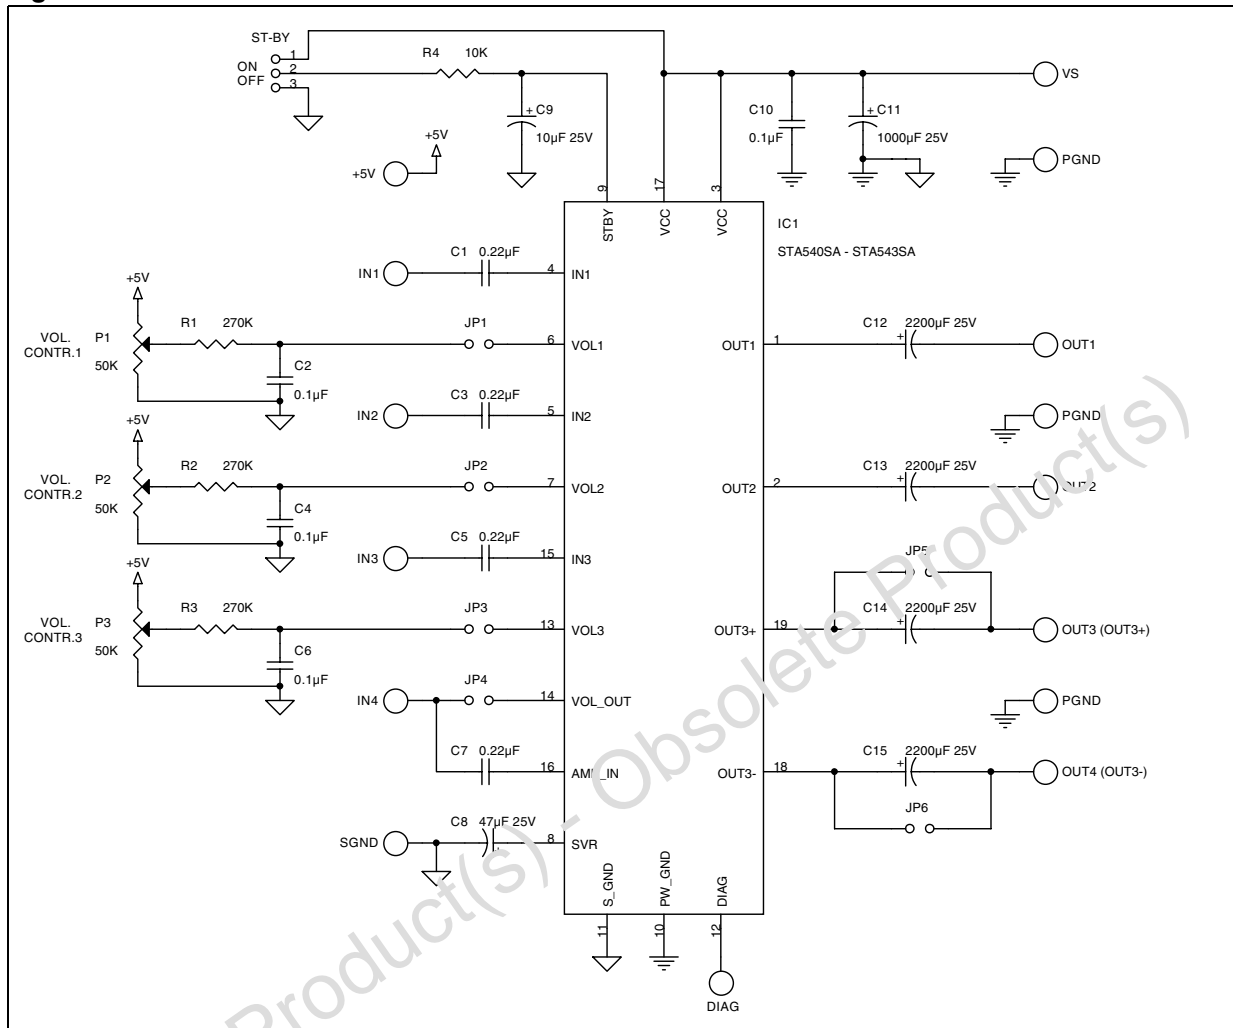 ST-BY
1
ON 2
OFF 3
R4 10K
VS
C9
10µF 25V
C10
0.1µF
C11
1000µF 25V
+5V
+5V
PGND
9
17
3
STBY
VCC
VCC
IC1
STA540SA - STA543SA
IN1
C1 0.22µF
4
IN1
+5V
VOL.
CONTR.1
P1
50K
R1 270K
JP1
6
VOL1
C2
0.1µF
OUT1
1
C12 2200µF 25V
OUT1
IN2
C3 0.22µF
5
IN2
PGND
+5V
VOL.
CONTR.2
P2
50K
R2 270K
JP2
7
VOL2
C4
0.1µF
OUT2
2
C13 2200µF 25V
OUT2
IN3
C5 0.22µF
15
IN3
JP5
+5V
VOL.
CONTR.3
P3
50K
R3 270K
JP3
13
VOL3
C6
0.1µF
OUT3+
19
C14 2200µF 25V
OUT3 (OUT3+)
IN4
JP4
14
VOL_OUT
PGND
C7 0.22µF
16
AMP_IN
OUT3-
18
C15 2200µF 25V
OUT4 (OUT3-)
JP6
SGND
C8 47µF 25V
8
SVR
S_GND
PW_GND
DIAG
11
10
12
DIAG
Product(s) - Obsolete Product(s)